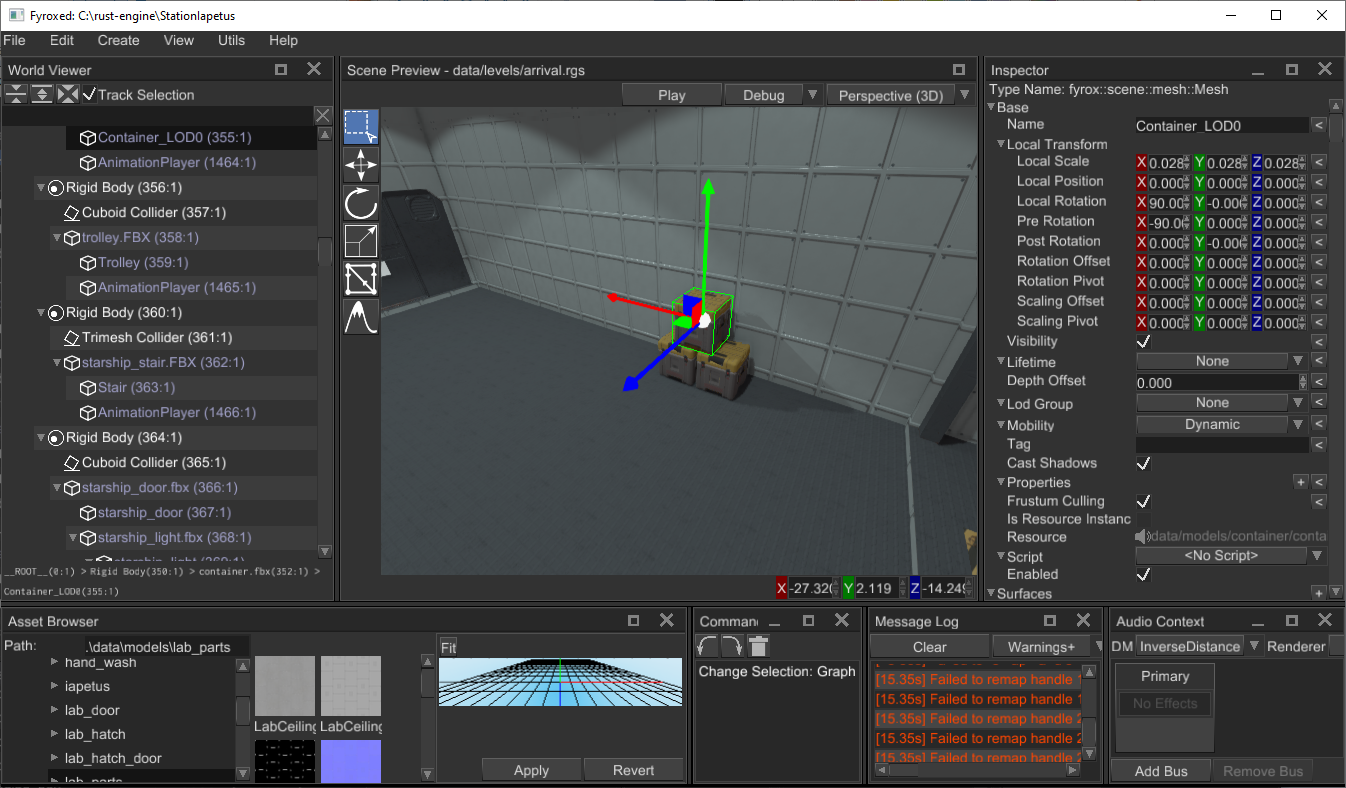 Fyroxed: C:\rust-engine\StationIapetus
File Edit Create View Utils Help
World Viewer
Track Selection
Container_LOD0 (355:1)
AnimationPlayer (1464:1)
Rigid Body (356:1)
Cuboid Collider (357:1)
trolley.FBX (358:1)
Trolley (359:1)
AnimationPlayer (1465:1)
Rigid Body (360:1)
Trimesh Collider (361:1)
starship_stair.FBX (362:1)
Stair (363:1)
AnimationPlayer (1466:1)
Rigid Body (364:1)
Cuboid Collider (365:1)
starship_door.fbx (366:1)
starship_door (367:1)
starship_light.fbx (368:1)
__ROOT__(0:1) > Rigid Body(350:1) > container.fbx(352:1) >
Container_LOD0(355:1)
Scene Preview - data/levels/arrival.rgs
Play Debug Perspective (3D)
X -27.320 Y 2.119 Z -14.249
Inspector
Type Name: fyrox::scene::mesh::Mesh
Base
Name Container_LOD0 <
Local Transform
Local Scale X 0.028 Y 0.028 Z 0.028 <
Local Position X 0.000 Y 0.000 Z 0.000 <
Local Rotation X 90.00 Y -0.00 Z 0.000 <
Pre Rotation X -90.00 Y 0.000 Z 0.000 <
Post Rotation X 0.000 Y -0.00 Z 0.000 <
Rotation Offset X 0.000 Y 0.000 Z 0.000 <
Rotation Pivot X 0.000 Y 0.000 Z 0.000 <
Scaling Offset X 0.000 Y 0.000 Z 0.000 <
Scaling Pivot X 0.000 Y 0.000 Z 0.000 <
Visibility <
Lifetime None <
Depth Offset 0.000 <
Lod Group None <
Mobility Dynamic <
Tag <
Cast Shadows <
Properties + <
Frustum Culling <
Is Resource Instanc
Resource data/models/container/conta
Script <No Script>
Enabled
Surfaces +
Asset Browser
Path: .\data\models\lab_parts
hand_wash
iapetus
lab_door
lab_hatch
lab_hatch_door
lab_parts
LabCeiling LabCeiling
Fit
Apply Revert
Comman
Change Selection: Graph
Message Log
Clear Warnings+
[15.35s] Failed to remap handle 1
[15.35s] Failed to remap handle 1
[15.35s] Failed to remap handle 2
[15.35s] Failed to remap handle 2
[15.35s] Failed to remap handle 2
Audio Context
DM InverseDistance Renderer
Primary
No Effects
Add Bus Remove Bus